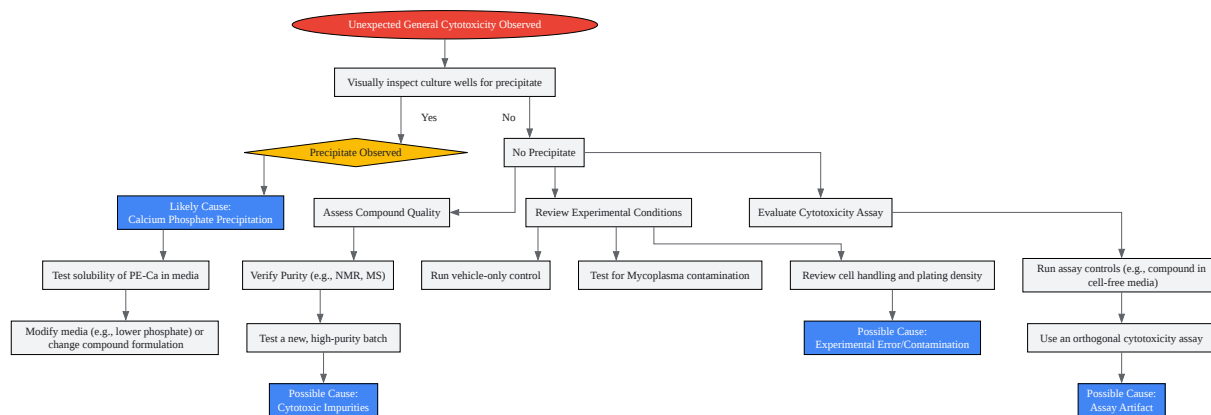 Unexpected General Cytotoxicity Observed
Visually inspect culture wells for precipitate
Yes
No
Precipitate Observed
No Precipitate
Likely Cause:
Calcium Phosphate Precipitation
Assess Compound Quality
Review Experimental Conditions
Evaluate Cytotoxicity Assay
Test solubility of PE-Ca in media
Verify Purity (e.g., NMR, MS)
Run vehicle-only control
Test for Mycoplasma contamination
Review cell handling and plating density
Run assay controls (e.g., compound in
cell-free media)
Modify media (e.g., lower phosphate) or
change compound formulation
Test a new, high-purity batch
Possible Cause:
Experimental Error/Contamination
Use an orthogonal cytotoxicity assay
Possible Cause:
Cytotoxic Impurities
Possible Cause:
Assay Artifact